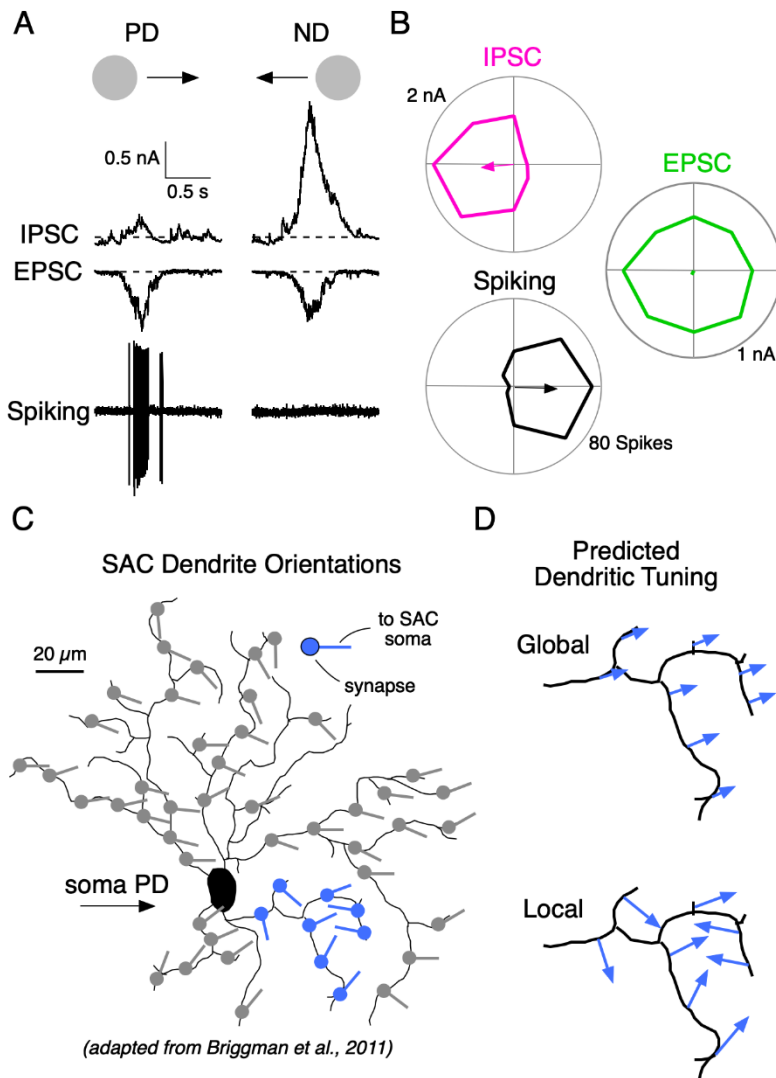 A
PD
ND
0.5 nA
0.5 s
IPSC
EPSC
Spiking
B
IPSC
2 nA
EPSC
1 nA
Spiking
80 Spikes
C
SAC Dendrite Orientations
20 µm
to SAC
soma
synapse
soma PD
(adapted from Briggman et al., 2011)
D
Predicted
Dendritic Tuning
Global
Local